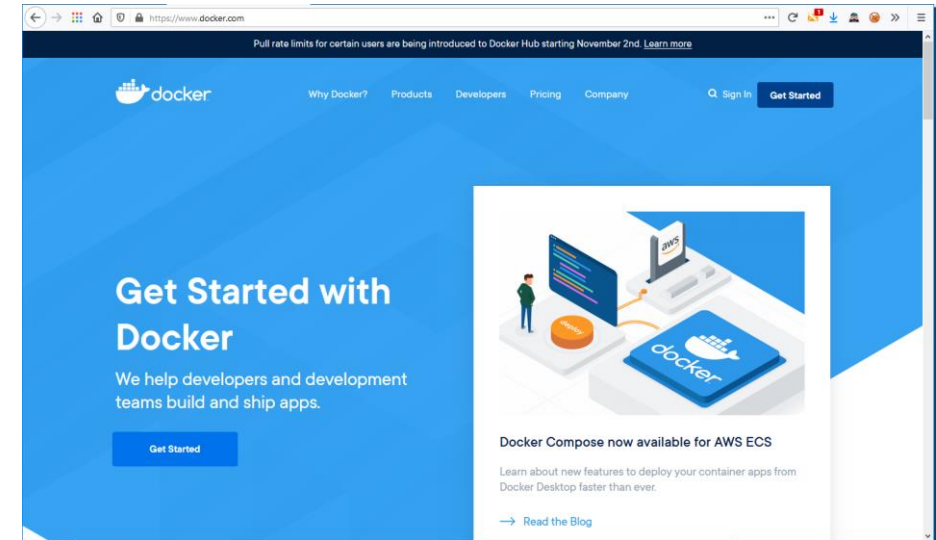 https://www.docker.com
Pull rate limits for certain users are being introduced to Docker Hub starting November 2nd. Learn more
docker
Why Docker? Products Developers Pricing Company
Sign In Get Started
aws
deploy
docker
Get Started with
Docker
We help developers and development
teams build and ship apps.
Get Started
Docker Compose now available for AWS ECS
Learn about new features to deploy your container apps from
Docker Desktop faster than ever.
Read the Blog